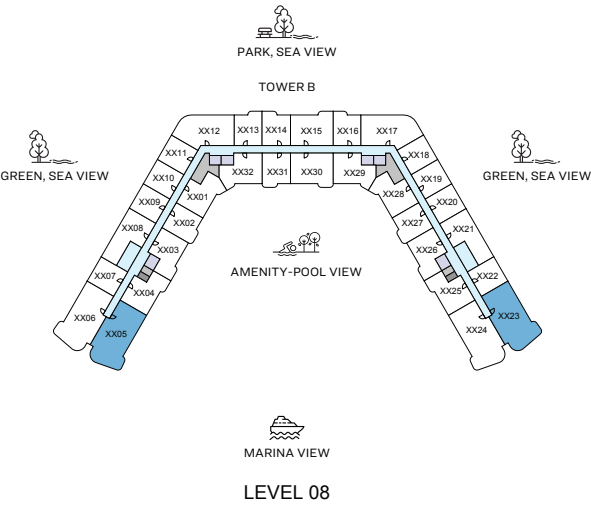 PARK, SEA VIEW
TOWER B
XX12 XX13 XX14 XX15 XX16 XX17
XX11 XX32 XX31 XX30 XX29 XX18
GREEN, SEA VIEW
GREEN, SEA VIEW
XX10 XX01 XX28 XX19
XX09 XX02 XX27 XX20
XX08 XX03 XX26 XX21
AMENITY-POOL VIEW
XX07 XX04 XX25 XX22
XX06 XX05 XX24 XX23
MARINA VIEW
LEVEL 08